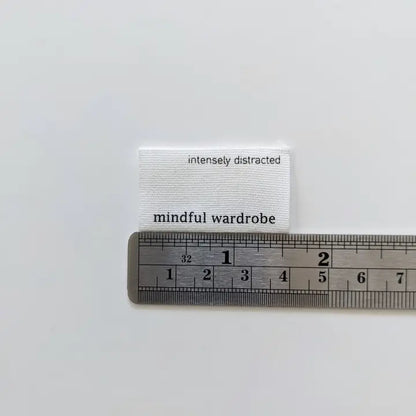 intensely distracted
mindful wardrobe
32 1 2
1 2 3 4 5 6 7